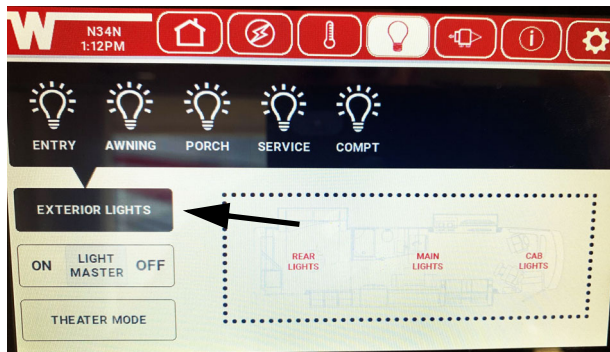 W
N34N
1:12PM
ENTRY AWNING PORCH SERVICE COMPT
EXTERIOR LIGHTS
ON LIGHT MASTER OFF
THEATER MODE
REAR LIGHTS
MAIN LIGHTS
CAB LIGHTS